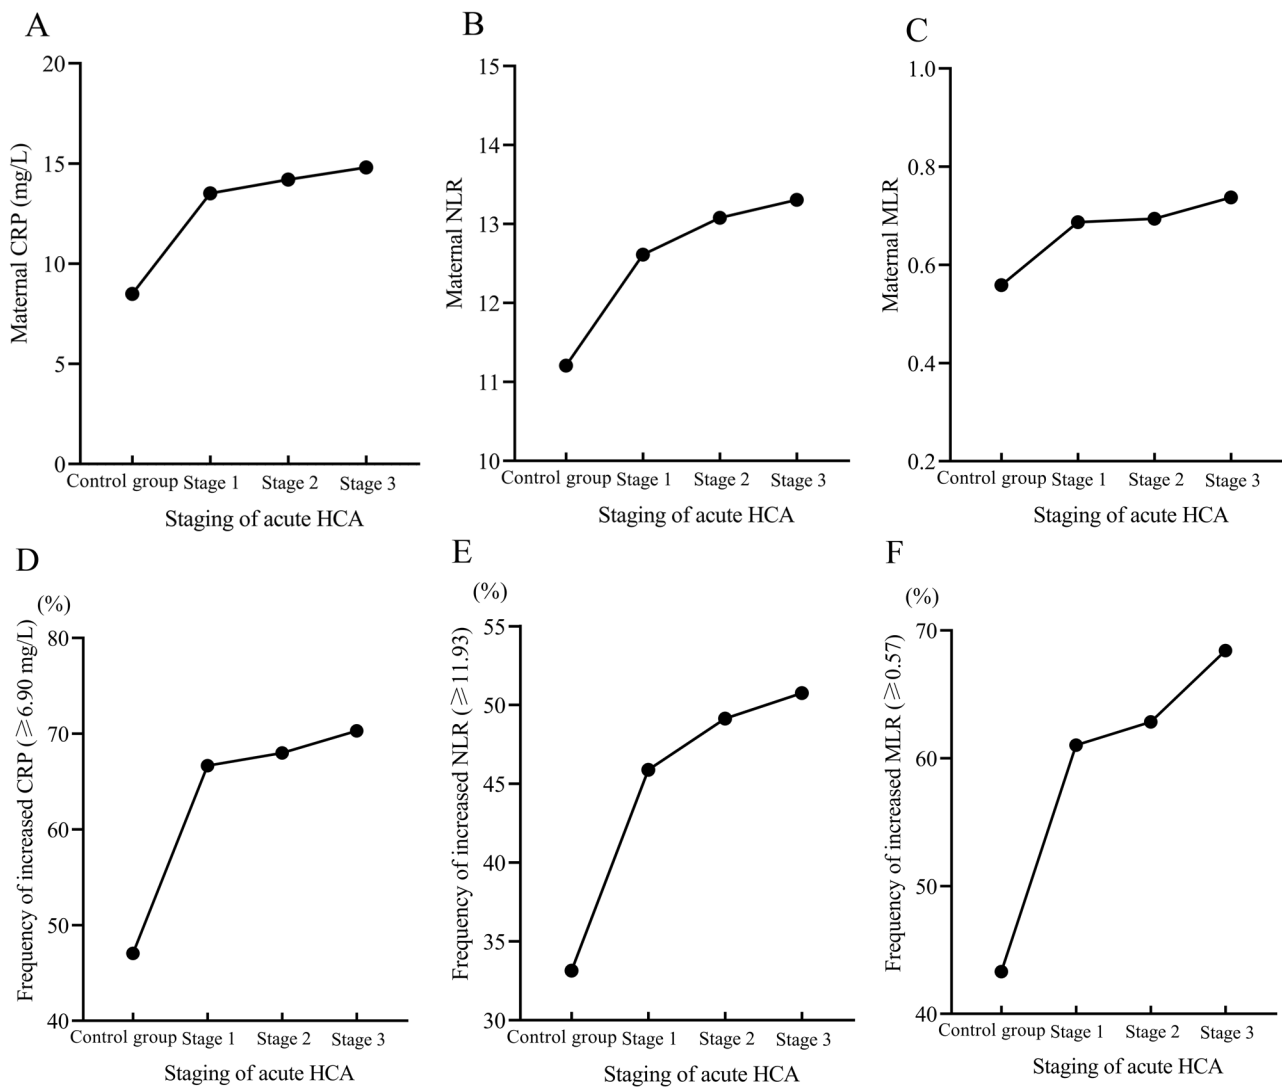 A
Maternal CRP (mg/L)
20
15
10
5
0
Control group Stage 1 Stage 2 Stage 3
Staging of acute HCA
B
Maternal NLR
15
14
13
12
11
10
Control group Stage 1 Stage 2 Stage 3
Staging of acute HCA
C
Maternal MLR
1.0
0.8
0.6
0.4
0.2
Control group Stage 1 Stage 2 Stage 3
Staging of acute HCA
D
(%)
Frequency of increased CRP (⩾6.90 mg/L)
80
70
60
50
40
Control group Stage 1 Stage 2 Stage 3
Staging of acute HCA
E
(%)
Frequency of increased NLR (⩾11.93)
55
50
45
40
35
30
Control group Stage 1 Stage 2 Stage 3
Staging of acute HCA
F
(%)
Frequency of increased MLR (⩾0.57)
70
60
50
40
Control group Stage 1 Stage 2 Stage 3
Staging of acute HCA